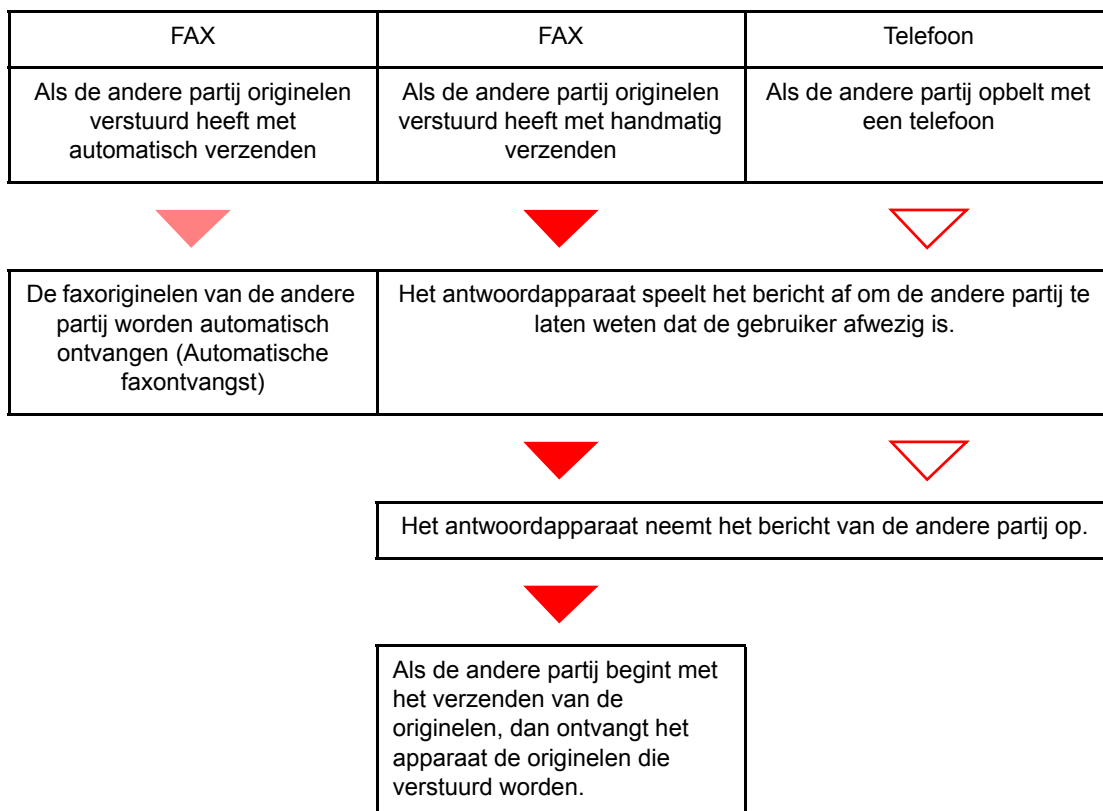 FAX
FAX
Telefoon
Als de andere partij originelen
verstuurd heeft met
automatisch verzenden
Als de andere partij originelen
verstuurd heeft met handmatig
verzenden
Als de andere partij opbelt met
een telefoon
De faxoriginelen van de andere
partij worden automatisch
ontvangen (Automatische
faxontvangst)
Het antwoordapparaat speelt het bericht af om de andere partij te
laten weten dat de gebruiker afwezig is.
Het antwoordapparaat neemt het bericht van de andere partij op.
Als de andere partij begint met
het verzenden van de
originelen, dan ontvangt het
apparaat de originelen die
verstuurd worden.